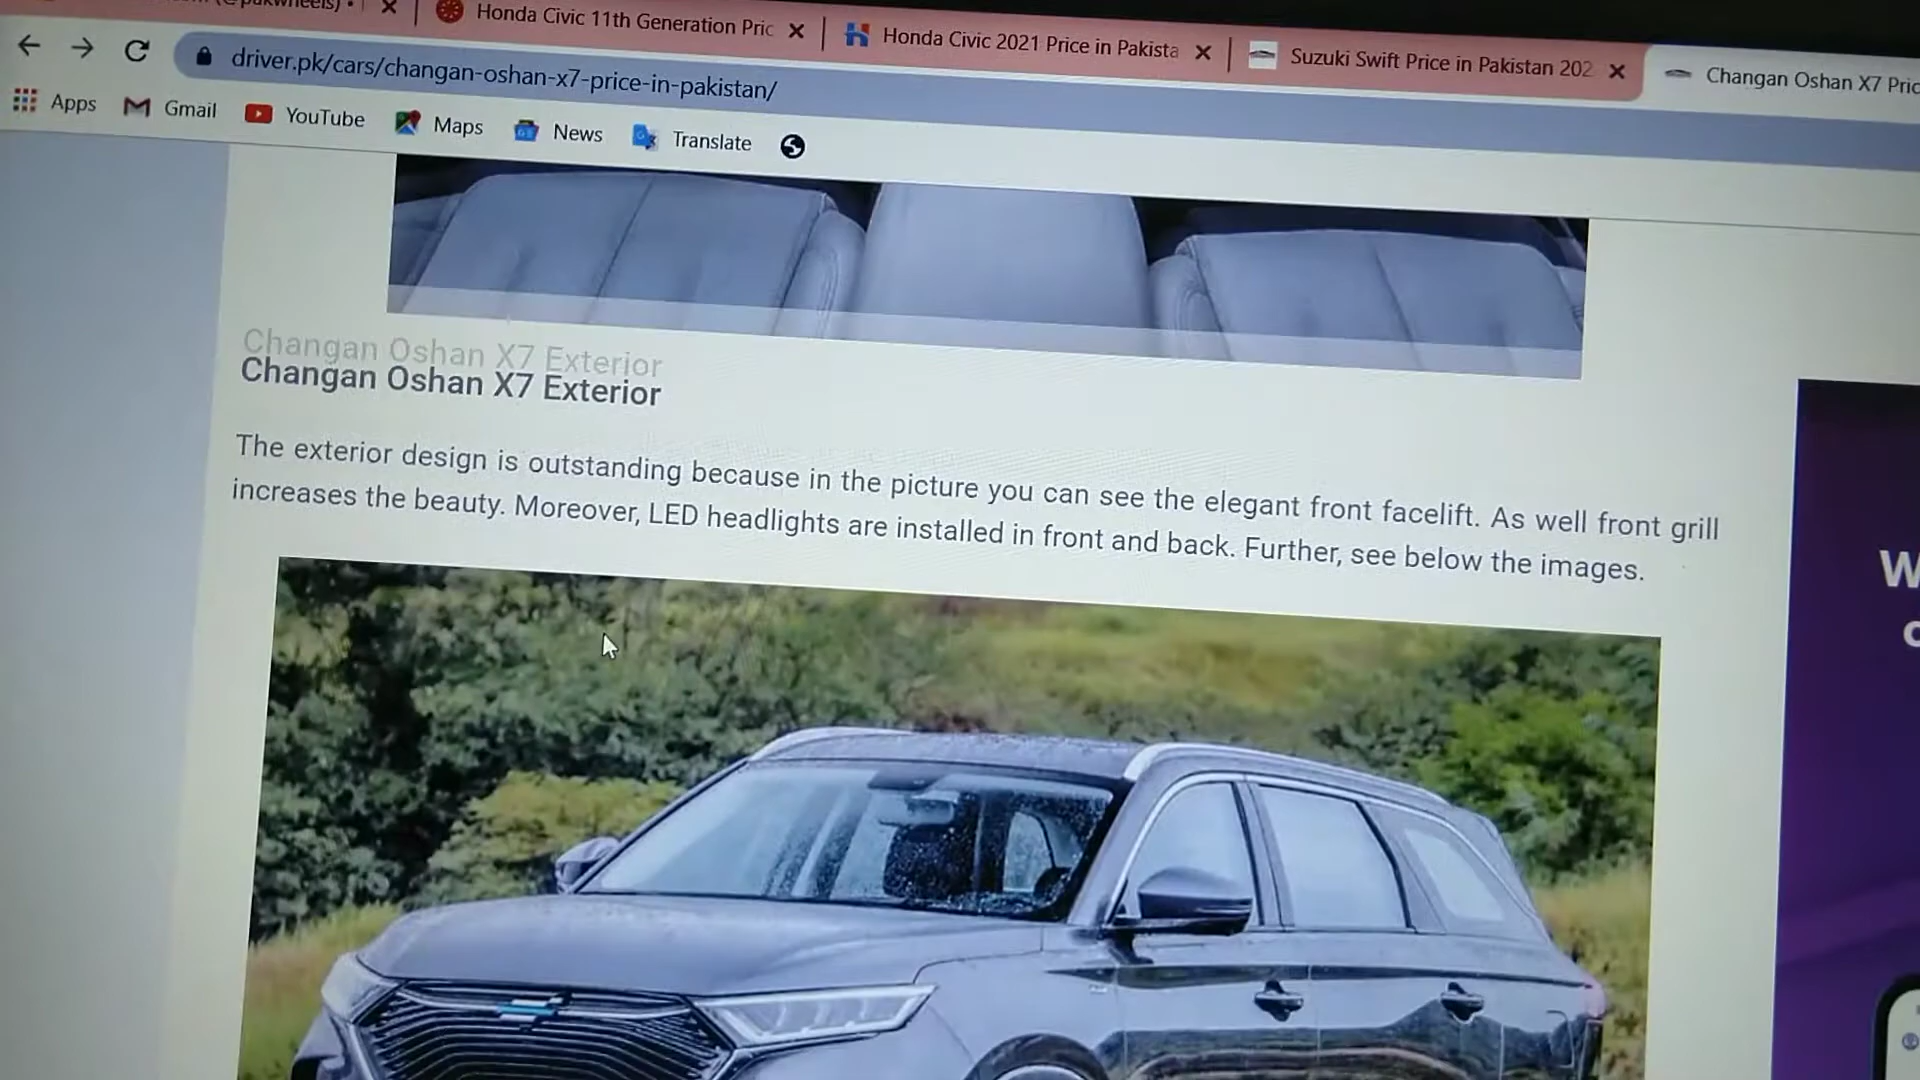 Honda Civic 11th Generation Pric
Honda Civic 2021 Price in Pakista
Suzuki Swift Price in Pakistan 202
Changan Oshan X7 Pric
driver.pk/cars/changan-oshan-x7-price-in-pakistan/
Apps
Gmail
YouTube
Maps
News
Translate
Changan Oshan X7 Exterior
Changan Oshan X7 Exterior
The exterior design is outstanding because in the picture you can see the elegant front facelift. As well front grill
increases the beauty. Moreover, LED headlights are installed in front and back. Further, see below the images.